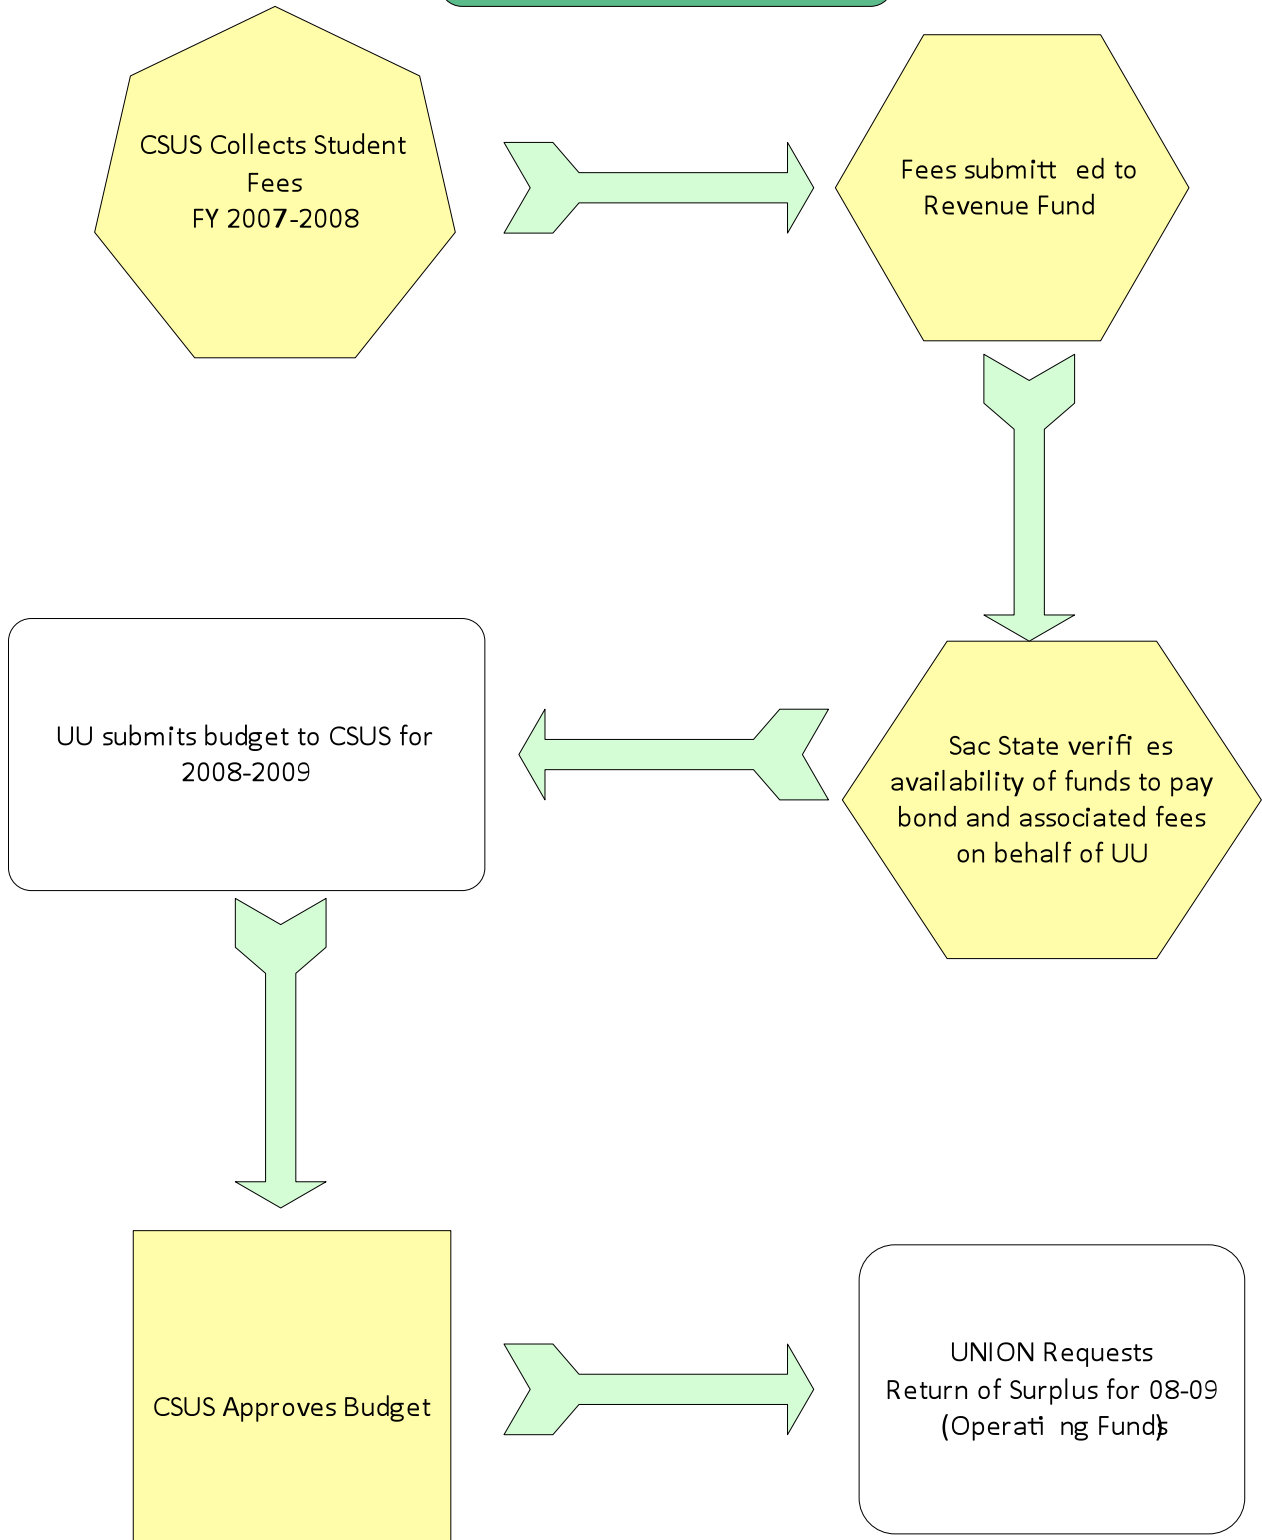 CSUS Collects Student
Fees
FY 2007-2008
Fees submitt ed to
Revenue Fund
Sac State verifi es
availability of funds to pay
bond and associated fees
on behalf of UU
UU submits budget to CSUS for
2008-2009
CSUS Approves Budget
UNION Requests
Return of Surplus for 08-09
(Operati ng Funds)